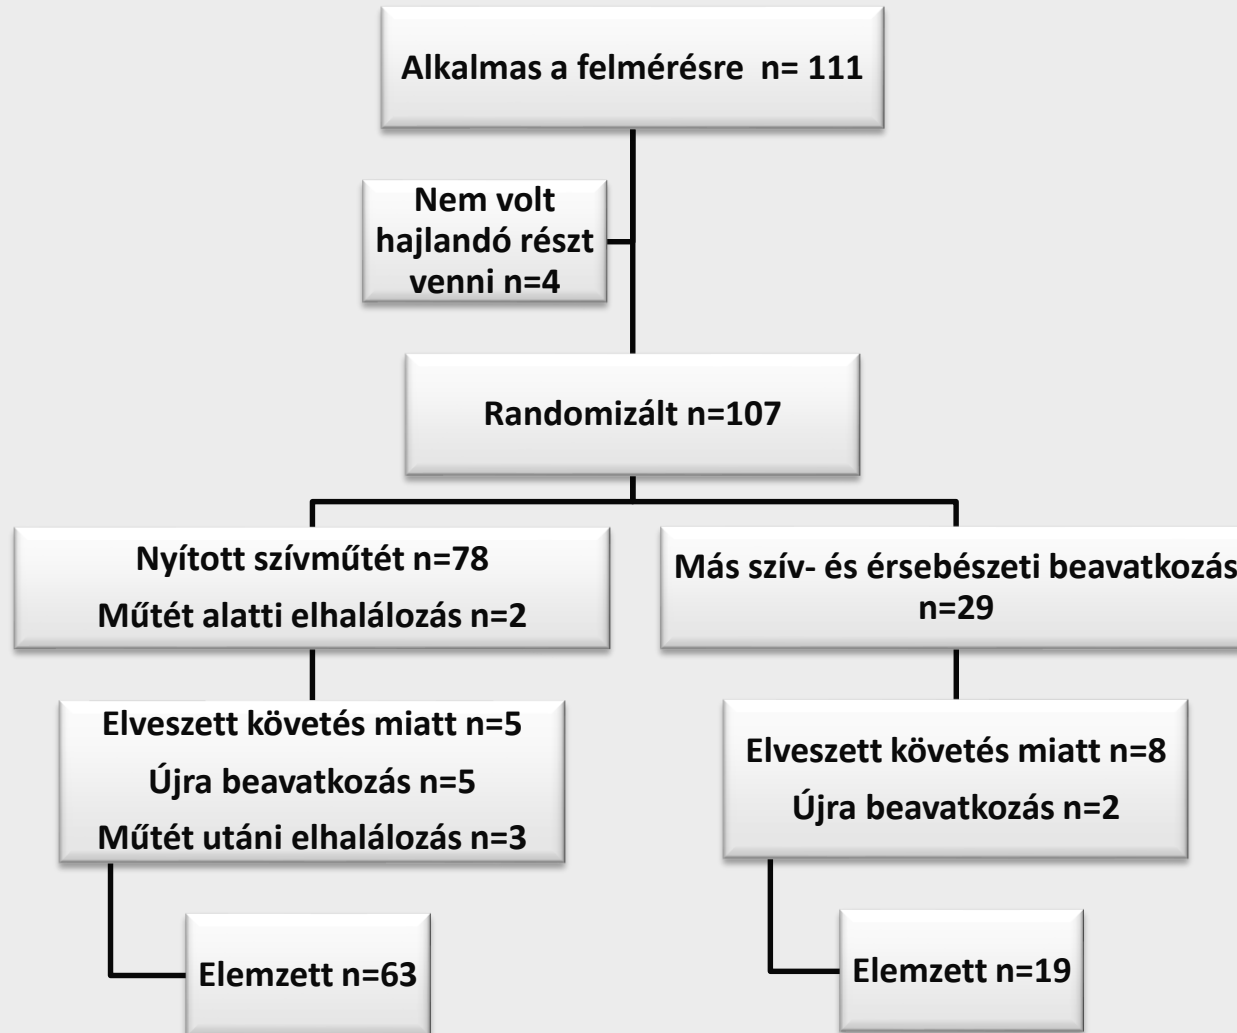 Alkalmas a felmérésre n= 111
Nem volt
hajlandó részt
venni n=4
Randomizált n=107
Nyított szívműtét n=78
Műtét alatti elhalálozás n=2
Más szív- és érsebészeti beavatkozás
n=29
Elveszett követés miatt n=5
Újra beavatkozás n=5
Műtét utáni elhalálozás n=3
Elveszett követés miatt n=8
Újra beavatkozás n=2
Elemzett n=63
Elemzett n=19